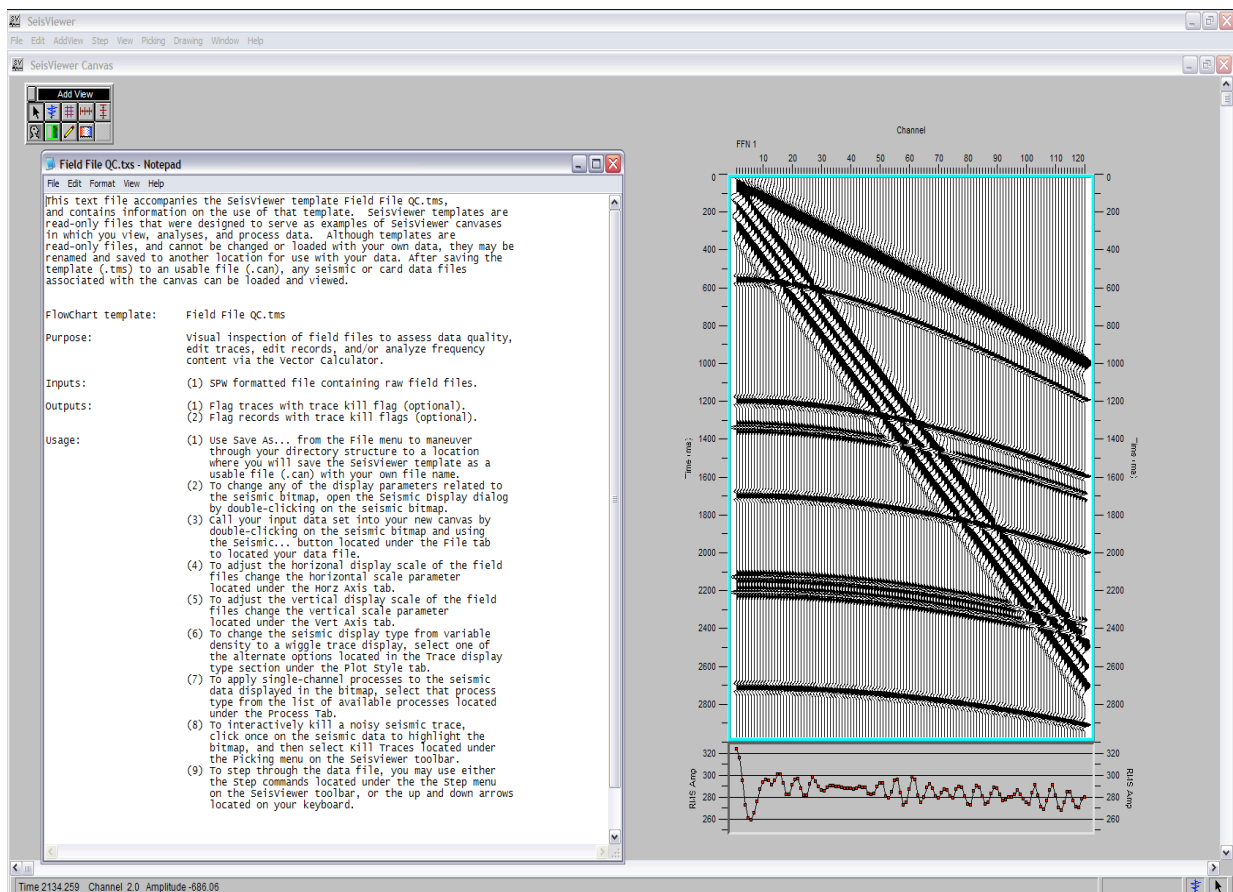 SeisViewer
File Edit AddView Step View Picking Drawing Window Help
SeisViewer Canvas
Add View
Field File QC.txs - Notepad
File Edit Format View Help
This text file accompanies the SeisViewer template Field File QC.tms,
and contains information on the use of that template. SeisViewer templates are
read-only files that were designed to serve as examples of SeisViewer canvases
in which you view, analyses, and process data. Although templates are
read-only files, and cannot be changed or loaded with your own data, they may be
renamed and saved to another location for use with your data. After saving the
template (.tms) to an usable file (.can), any seismic or card data files
associated with the canvas can be loaded and viewed.
FlowChart template: Field File QC.tms
Purpose: Visual inspection of field files to assess data quality,
edit traces, edit records, and/or analyze frequency
content via the Vector Calculator.
Inputs: (1) SPW formatted file containing raw field files.
Outputs: (1) Flag traces with trace kill flag (optional).
(2) Flag records with trace kill flags (optional).
Usage: (1) Use Save As... from the File menu to maneuver
through your directory structure to a location
where you will save the SeisViewer template as a
usable file (.can) with your own file name.
(2) To change any of the display parameters related to
the seismic bitmap, open the Seismic Display dialog
by double-clicking on the seismic bitmap.
(3) Call your input data set into your new canvas by
double-clicking on the seismic bitmap and using
the Seismic... button located under the File tab
to located your data file.
(4) To adjust the horizonal display scale of the field
files change the horizontal scale parameter
located under the Horz Axis tab.
(5) To adjust the vertical display scale of the field
files change the vertical scale parameter
located under the Vert Axis tab.
(6) To change the seismic display type from variable
density to a wiggle trace display, select one of
the alternate options located in the Trace display
type section under the Plot Style tab.
(7) To apply single-channel processes to the seismic
data displayed in the bitmap, select that process
type from the list of available processes located
under the Process Tab.
(8) To interactively kill a noisy seismic trace,
click once on the seismic data to highlight the
bitmap, and then select Kill Traces located under
the Picking menu on the SeisViewer toolbar.
(9) To step through the data file, you may use either
the Step commands located under the the Step menu
on the SeisViewer toolbar, or the up and down arrows
located on your keyboard.
Channel
FFN 1
10 20 30 40 50 60 70 80 90 100 110 120
0 0
200 200
400 400
600 600
800 800
1000 1000
1200 1200
1400 1400
Time (ms) Time (ms)
1600 1600
1800 1800
2000 2000
2200 2200
2400 2400
2600 2600
2800 2800
320 320
300 300
RMS Amp RMS Amp
280 280
260 260
Time 2134.259 Channel 2.0 Amplitude -686.06